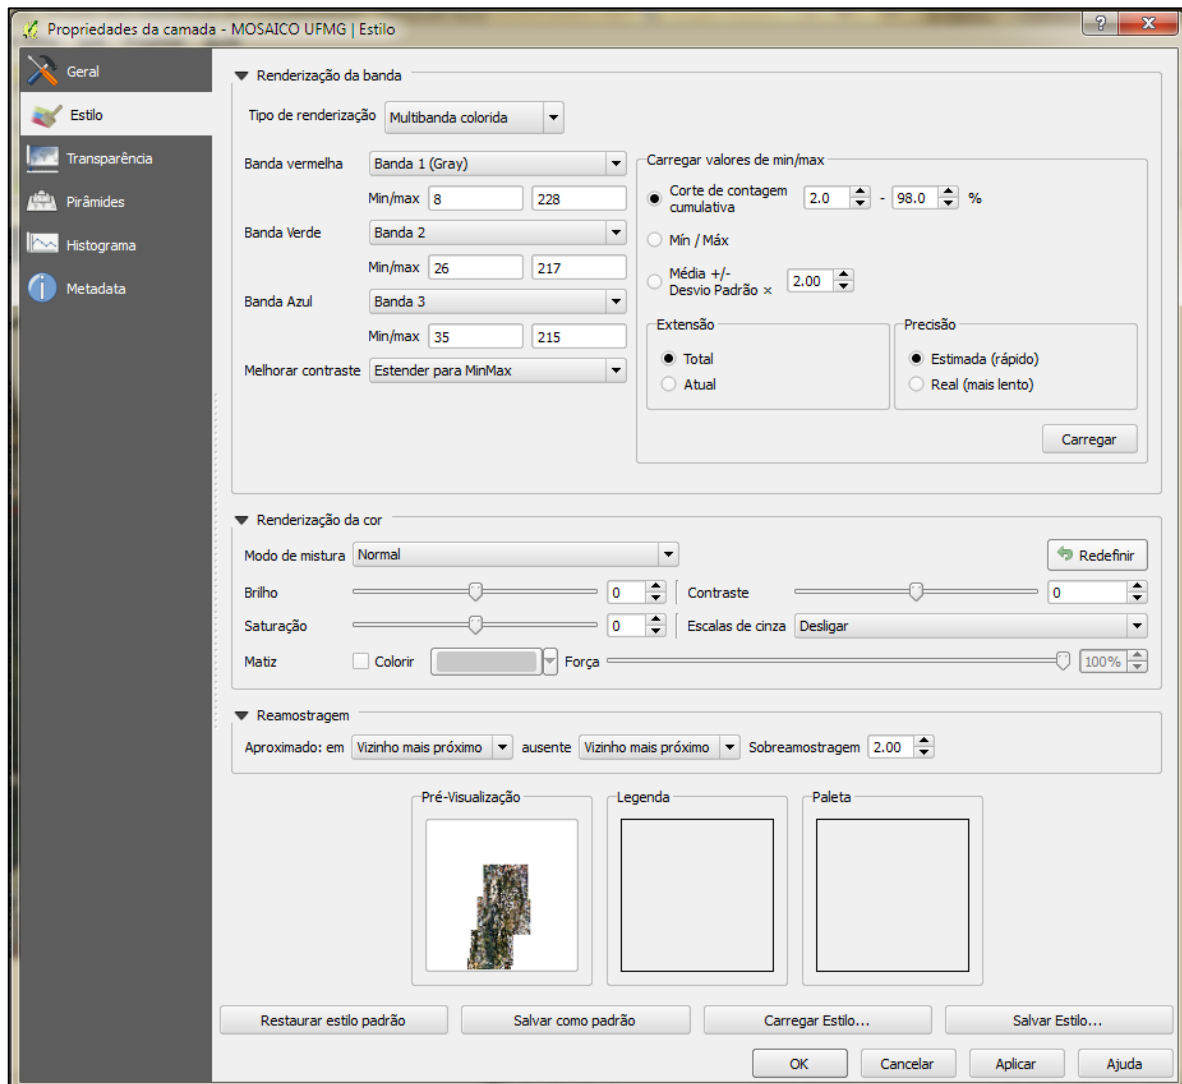 Propriedades da camada - MOSAICO UFMG | Estilo
?
Geral
Estilo
Transparência
Pirâmides
Histograma
Metadata
Renderização da banda
Tipo de renderização Multibanda colorida
Banda vermelha Banda 1 (Gray)
Min/max 8 228
Banda Verde Banda 2
Min/max 26 217
Banda Azul Banda 3
Min/max 35 215
Melhorar contraste Estender para MinMax
Carregar valores de min/max
Corte de contagem
cumulativa 2.0 - 98.0 %
Mín / Máx
Média +/-
Desvio Padrão × 2.00
Extensão
Total
Atual
Precisão
Estimada (rápido)
Real (mais lento)
Carregar
Renderização da cor
Modo de mistura Normal Redefinir
Brilho 0 Contraste 0
Saturação 0 Escalas de cinza Desligar
Matiz Colorir Força 100%
Reamostragem
Aproximado: em Vizinho mais próximo ausente Vizinho mais próximo Sobreamostragem 2.00
Pré-Visualização Legenda Paleta
Restaurar estilo padrão Salvar como padrão Carregar Estilo... Salvar Estilo...
OK Cancelar Aplicar Ajuda